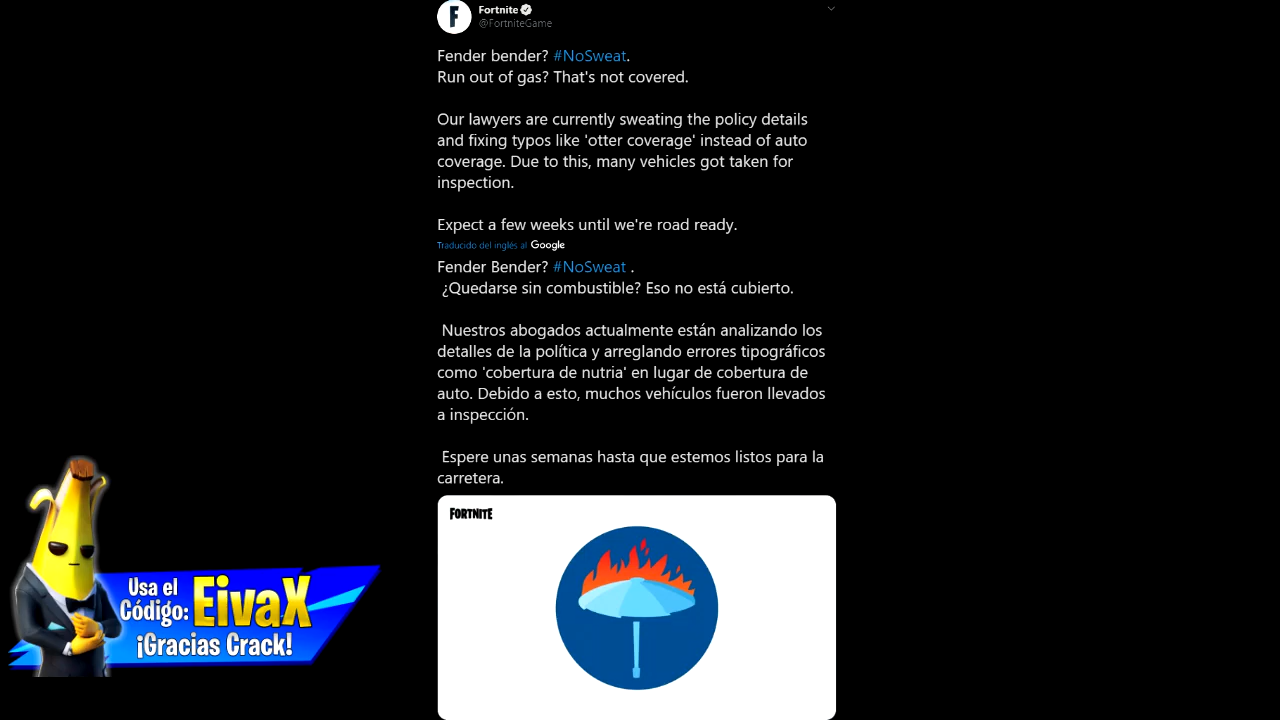 Fortnite
@FortniteGame
Fender bender? #NoSweat.
Run out of gas? That's not covered.
Our lawyers are currently sweating the policy details
and fixing typos like 'otter coverage' instead of auto
coverage. Due to this, many vehicles got taken for
inspection.
Expect a few weeks until we're road ready.
Traducido del inglés al Google
Fender Bender? #NoSweat .
¿Quedarse sin combustible? Eso no está cubierto.
Nuestros abogados actualmente están analizando los
detalles de la política y arreglando errores tipográficos
como 'cobertura de nutria' en lugar de cobertura de
auto. Debido a esto, muchos vehículos fueron llevados
a inspección.
Espere unas semanas hasta que estemos listos para la
carretera.
FORTNITE
Usa el
Código: EivaX
¡Gracias Crack!